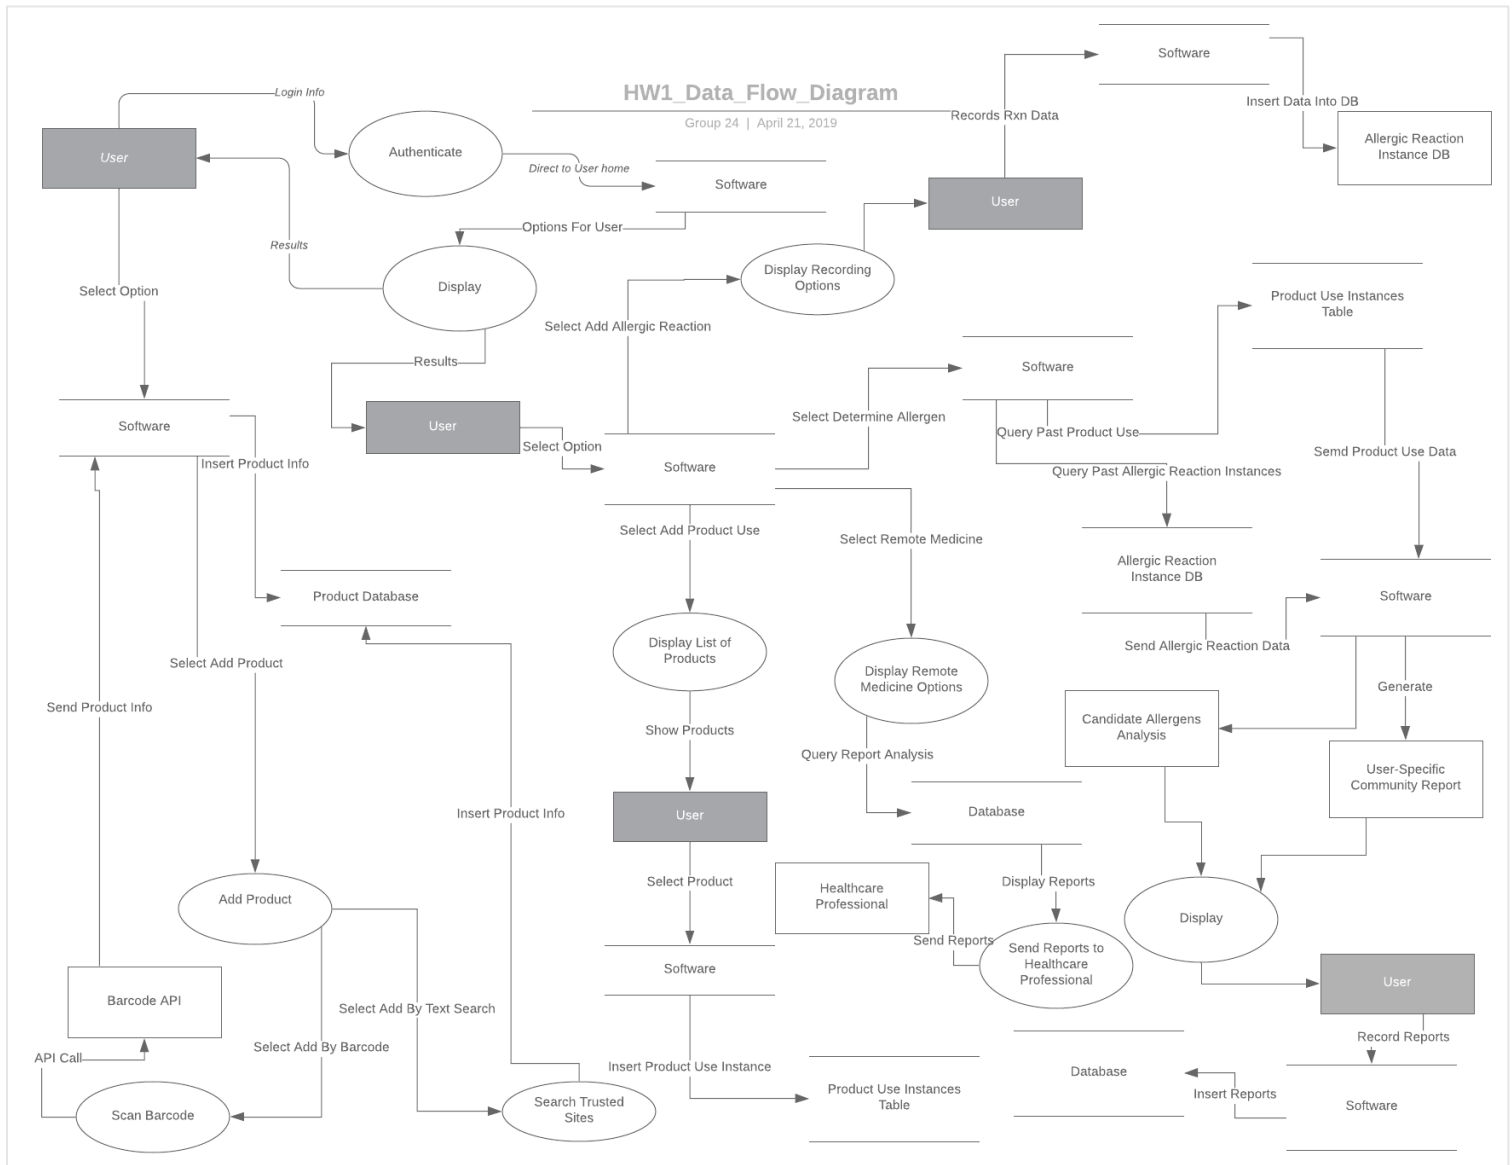 Software
Login Info
HW1_Data_Flow_Diagram
Insert Data Into DB
Records Rxn Data
Group 24 | April 21, 2019
User
Authenticate
Allergic Reaction
Instance DB
Direct to User home
Software
User
Options For User
Results
Display Recording
Options
Display
Select Option
Product Use Instances
Table
Select Add Allergic Reaction
Results
Software
Select Determine Allergen
Software
User
Query Past Product Use
Select Option
Semd Product Use Data
Insert Product Info
Software
Query Past Allergic Reaction Instances
Select Add Product Use
Select Remote Medicine
Allergic Reaction
Instance DB
Product Database
Software
Display List of
Products
Send Allergic Reaction Data
Select Add Product
Display Remote
Medicine Options
Generate
Send Product Info
Candidate Allergens
Analysis
Show Products
Query Report Analysis
User-Specific
Community Report
Insert Product Info
User
Database
Select Product
Display Reports
Healthcare
Professional
Add Product
Display
Send Reports
Send Reports to
Healthcare
Professional
Software
User
Barcode API
Select Add By Text Search
Record Reports
Select Add By Barcode
API Call
Insert Product Use Instance
Database
Product Use Instances
Table
Insert Reports
Search Trusted
Sites
Software
Scan Barcode